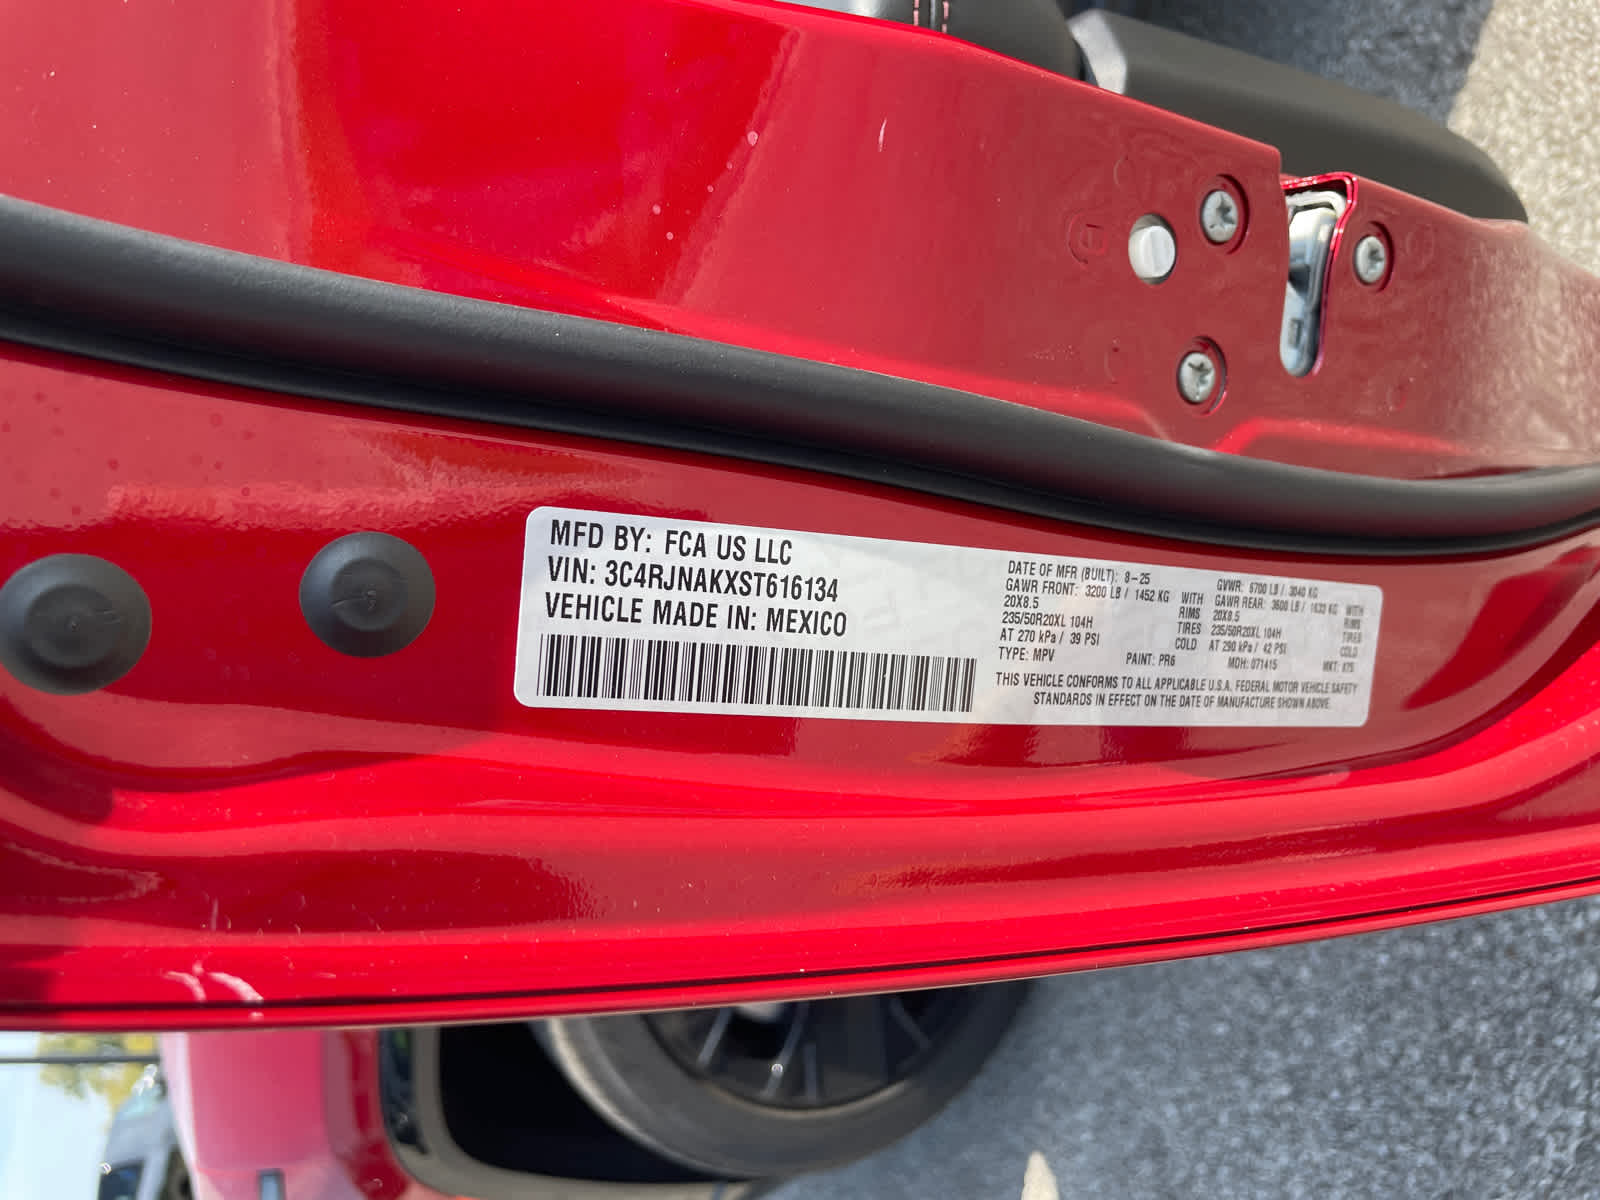 MFD BY: FCA US LLC
VIN: 3C4RJNAKXST616134
VEHICLE MADE IN: MEXICO
DATE OF MFR (BUILT): 8-25
GVWR: 6700 LB / 3040 KG
GAWR FRONT: 3200 LB / 1452 KG WITH
20X8.5 RIMS
235/50R20XL 104H TIRES
AT 270 kPa / 39 PSI COLD
GAWR REAR: 3600 LB / 1633 KG WITH
20X8.5 RIMS
235/50R20XL 104H TIRES
AT 290 kPa / 42 PSI COLD
TYPE: MPV PAINT: PR6 MDH: 071415 MKT:
THIS VEHICLE CONFORMS TO ALL APPLICABLE U.S.A. FEDERAL MOTOR VEHICLE SAFETY
STANDARDS IN EFFECT ON THE DATE OF MANUFACTURE SHOWN ABOVE.